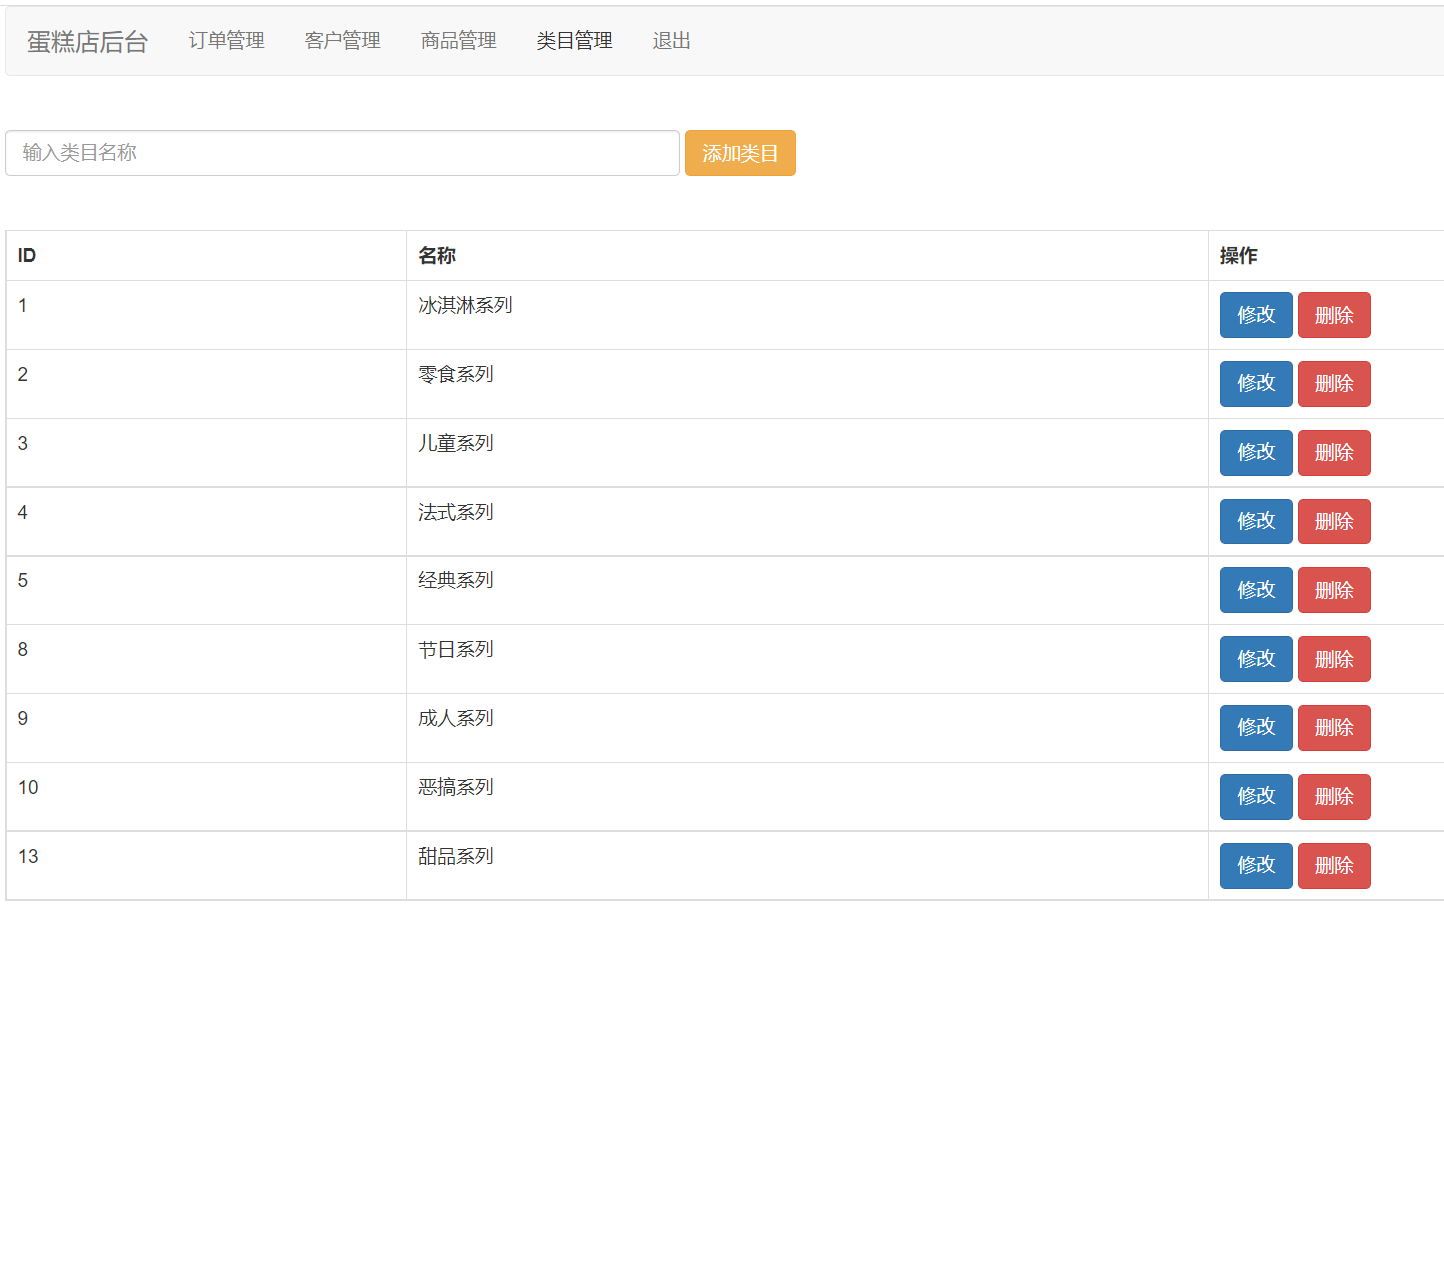 蛋糕店后台 订单管理 客户管理 商品管理 类目管理 退出
输入类目名称 添加类目
ID 名称 操作
1 冰淇淋系列 修改 删除
2 零食系列 修改 删除
3 儿童系列 修改 删除
4 法式系列 修改 删除
5 经典系列 修改 删除
8 节日系列 修改 删除
9 成人系列 修改 删除
10 恶搞系列 修改 删除
13 甜品系列 修改 删除